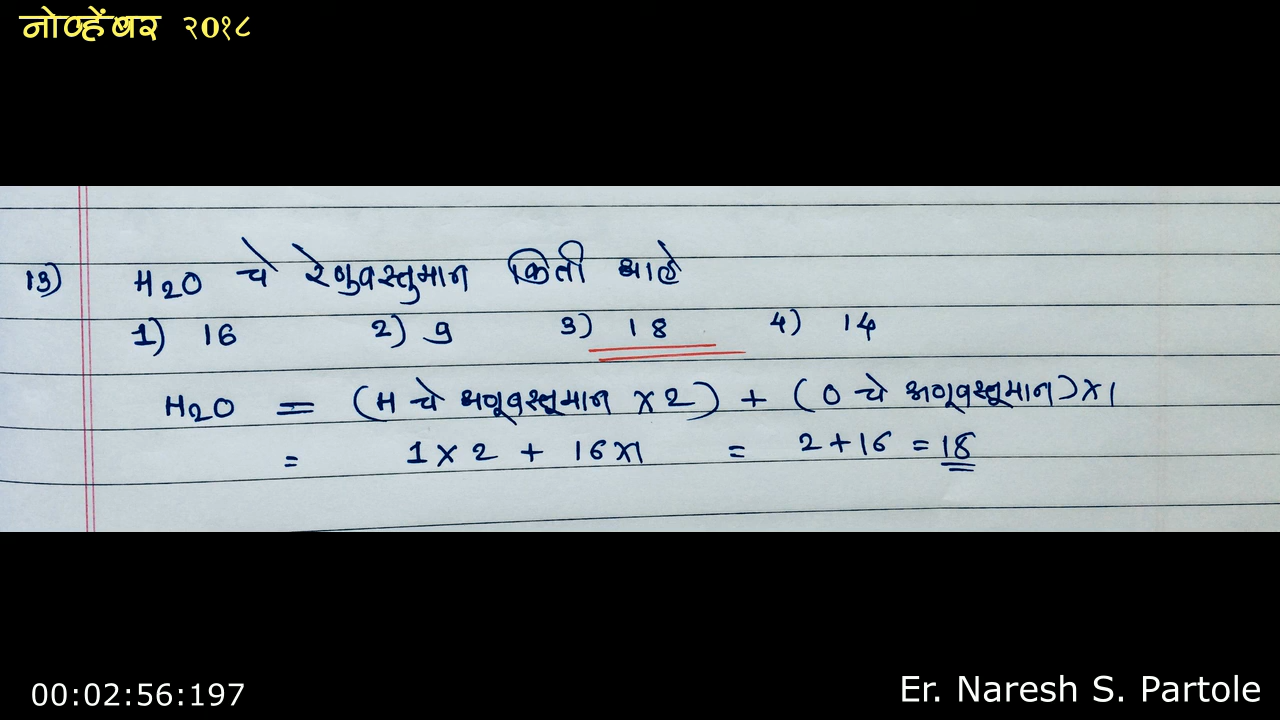 नोव्हेंबर २0१८
13) H2O चे रेणुवस्तुमान किती आहे
1) 16 2) 9 3) 18 4) 14
H2O = (H चे अणूवस्तूमान x 2) + (O चे अणूवस्तूमान) x 1
= 1 x 2 + 16 x 1 = 2 + 16 = 18
00:02:56:197
Er. Naresh S. Partole